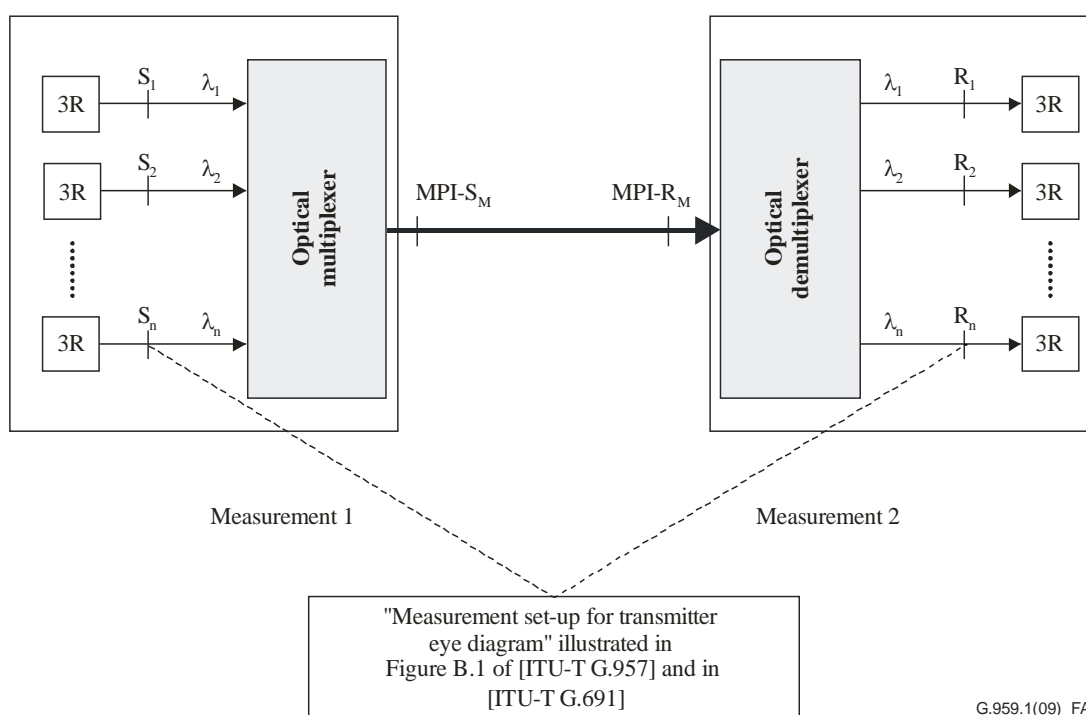 S1 λ1
3R
S2 λ2
3R
........
Sn λn
3R
Optical
multiplexer
MPI-SM
MPI-RM
Optical
demultiplexer
λ1 R1
3R
λ2 R2
3R
........
λn Rn
3R
Measurement 1
Measurement 2
"Measurement set-up for transmitter
eye diagram" illustrated in
Figure B.1 of [ITU-T G.957] and in
[ITU-T G.691]
G.959.1(09)_FA